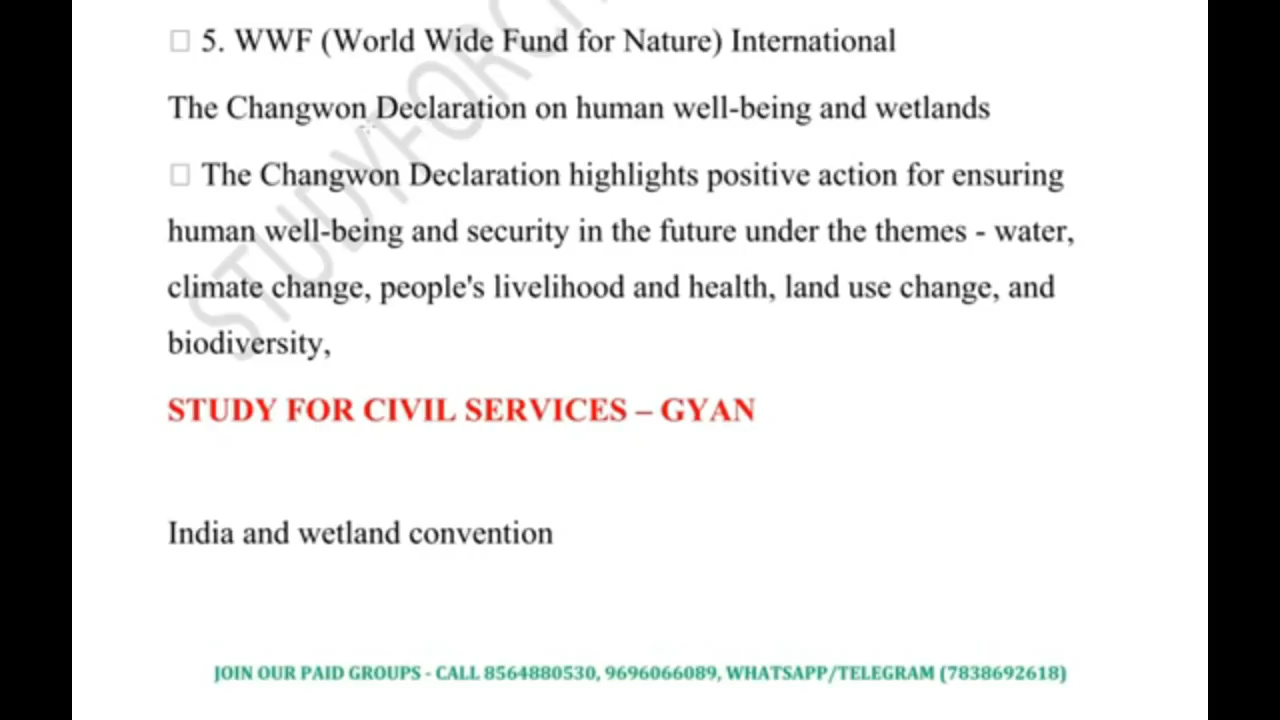 □ 5. WWF (World Wide Fund for Nature) International
The Changwon Declaration on human well-being and wetlands
□ The Changwon Declaration highlights positive action for ensuring
human well-being and security in the future under the themes - water,
climate change, people's livelihood and health, land use change, and
biodiversity,
STUDY FOR CIVIL SERVICES – GYAN
India and wetland convention
JOIN OUR PAID GROUPS - CALL 8564880530, 9696066089, WHATSAPP/TELEGRAM (7838692618)